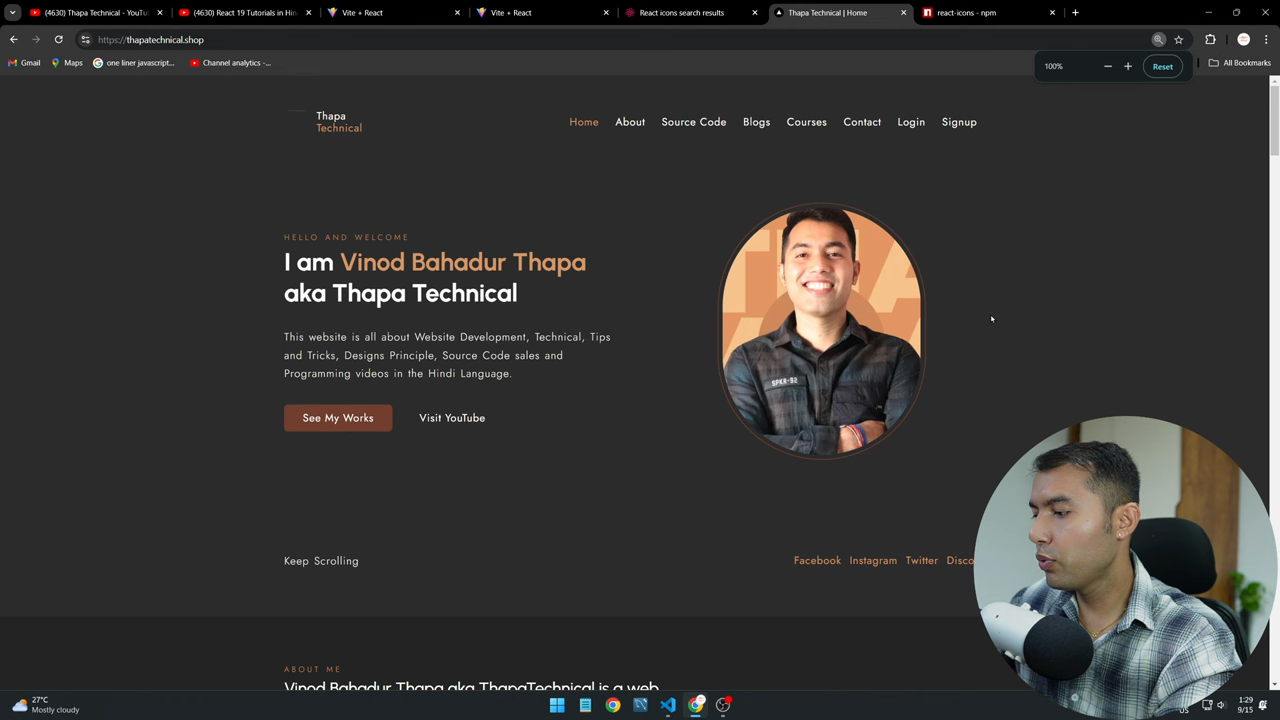 (4630) Thapa Technical - YouTu
(4630) React 19 Tutorials in Hin
Vite + React
Vite + React
React icons search results
Thapa Technical | Home
react-icons - npm
https://thapatechnical.shop
Gmail
Maps
one liner javascript...
Channel analytics -...
All Bookmarks
100%
Reset
Thapa
Technical
Home
About
Source Code
Blogs
Courses
Contact
Login
Signup
HELLO AND WELCOME
I am Vinod Bahadur Thapa
aka Thapa Technical
This website is all about Website Development, Technical, Tips
and Tricks, Designs Principle, Source Code sales and
Programming videos in the Hindi Language.
See My Works
Visit YouTube
SPKR-92
Keep Scrolling
Facebook
Instagram
Twitter
Disco
ABOUT ME
Vinod Bahadur Thapa aka ThapaTechnical is a web
27°C
Mostly cloudy
US
1:29
9/15